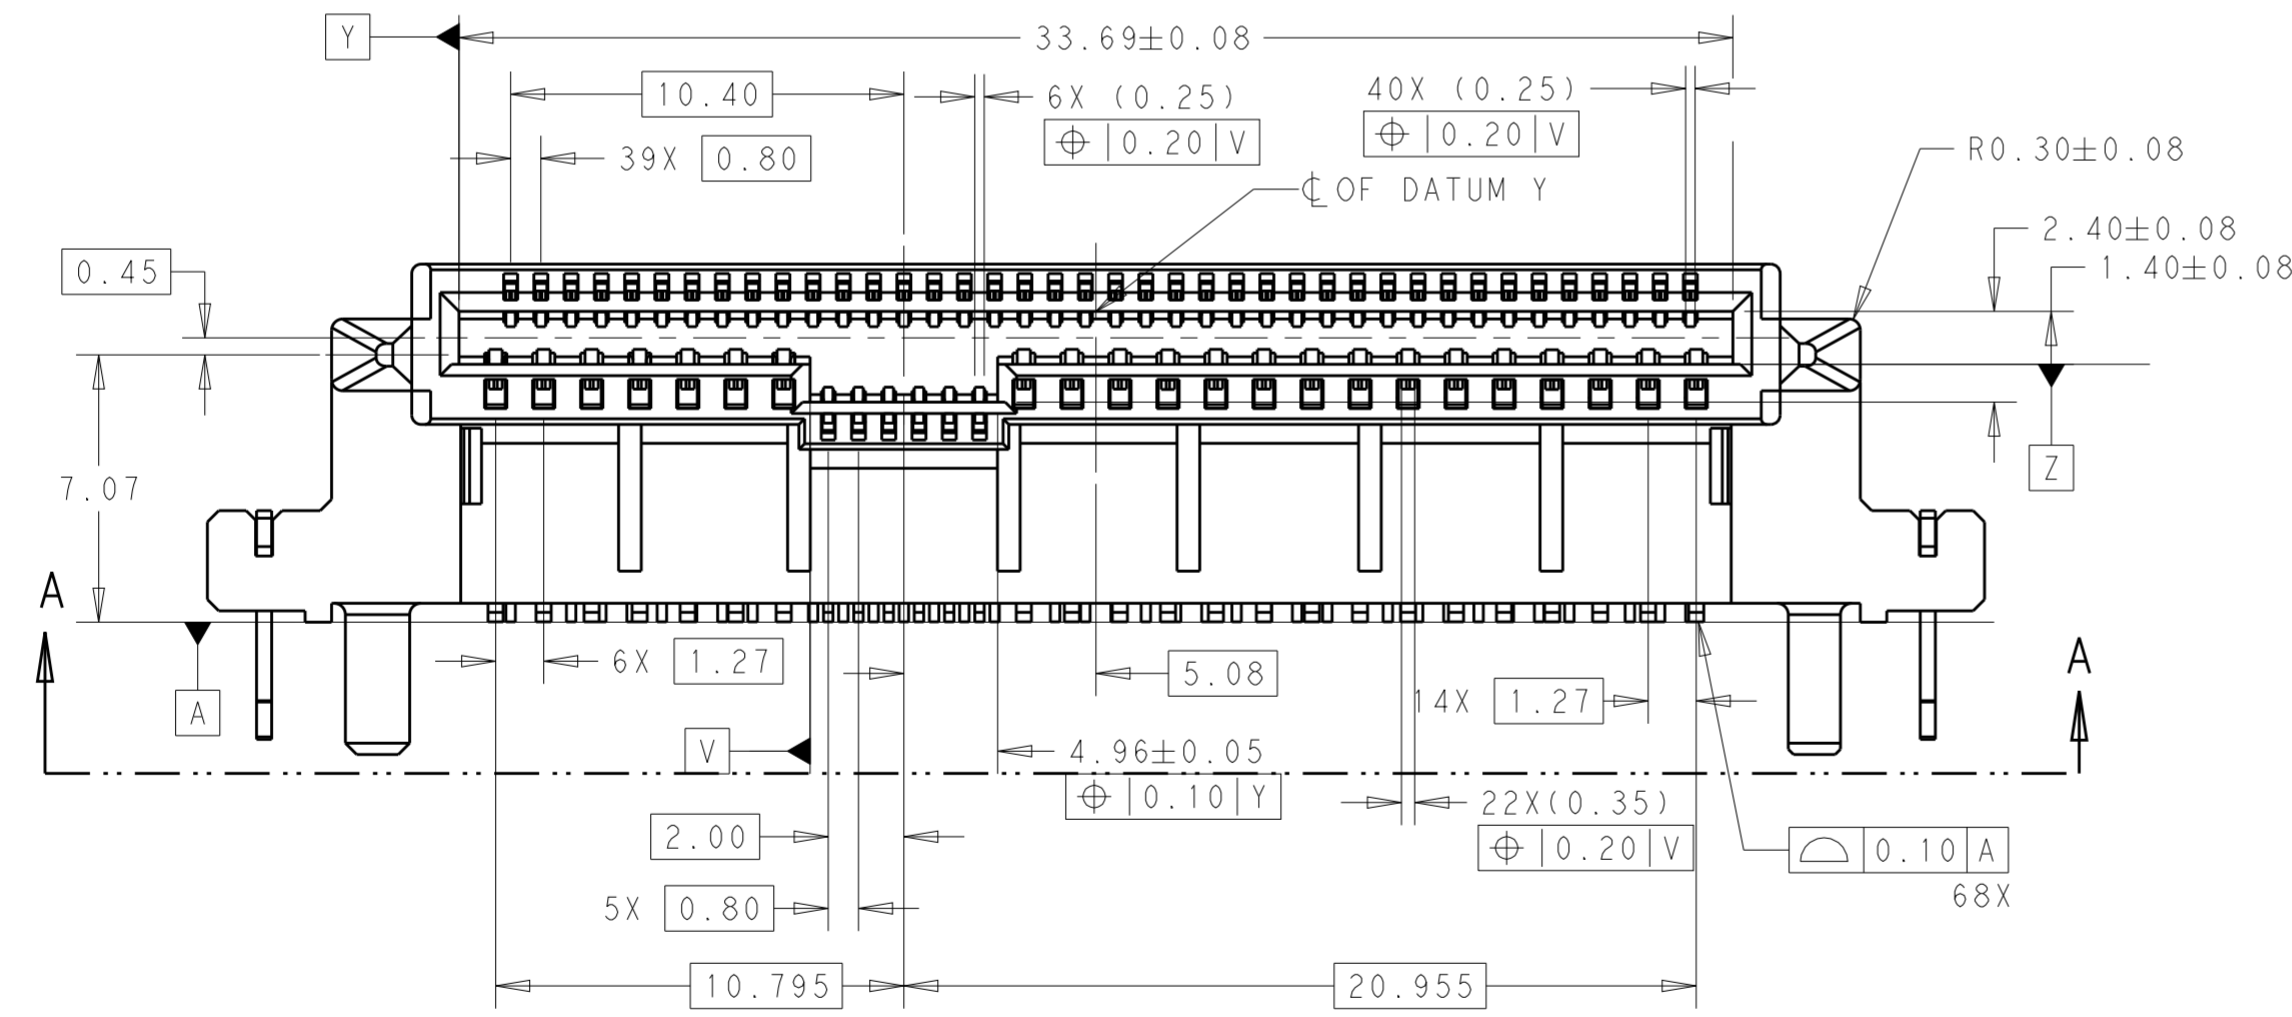 Y
33.69±0.08
10.40
6X (0.25)
⌖ 0.20 V
40X (0.25)
⌖ 0.20 V
39X 0.80
R0.30±0.08
℄ OF DATUM Y
2.40±0.08
1.40±0.08
0.45
7.07
Z
A
A
A
6X 1.27
5.08
14X 1.27
V
4.96±0.05
⌖ 0.10 Y
22X(0.35)
⌖ 0.20 V
2.00
⌓ 0.10 A
68X
5X 0.80
10.795
20.955